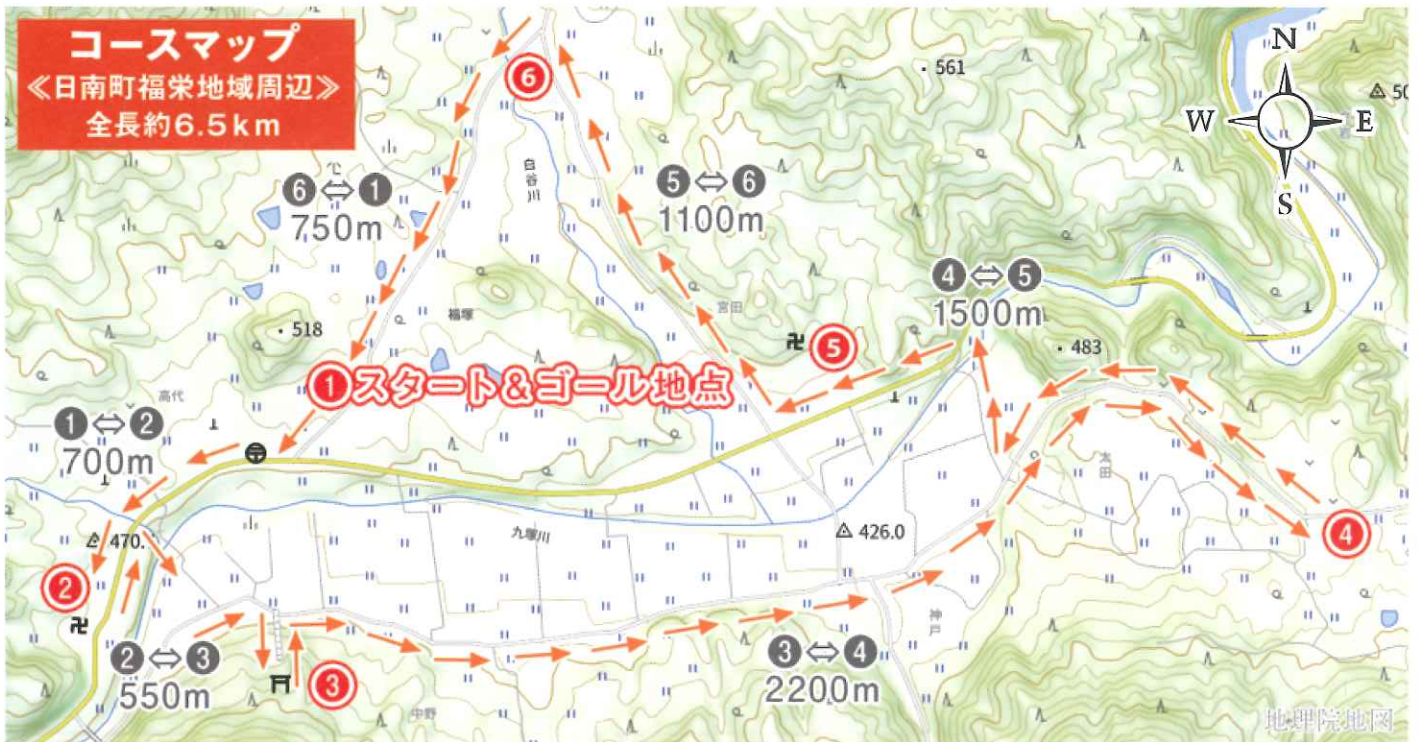 コースマップ
≪日南町福栄地域周辺≫
全長約6.5km
N
W
E
S
561
50
⑥
白谷川
⑥⇔①
750m
⑤⇔⑥
1100m
④⇔⑤
1500m
宮田
福塚
518
483
⑤
①スタート&ゴール地点
高代
①⇔②
700m
太田
470.
九塚川
426.0
④
②
神戸
②⇔③
550m
③
③⇔④
2200m
中野
地理院地図